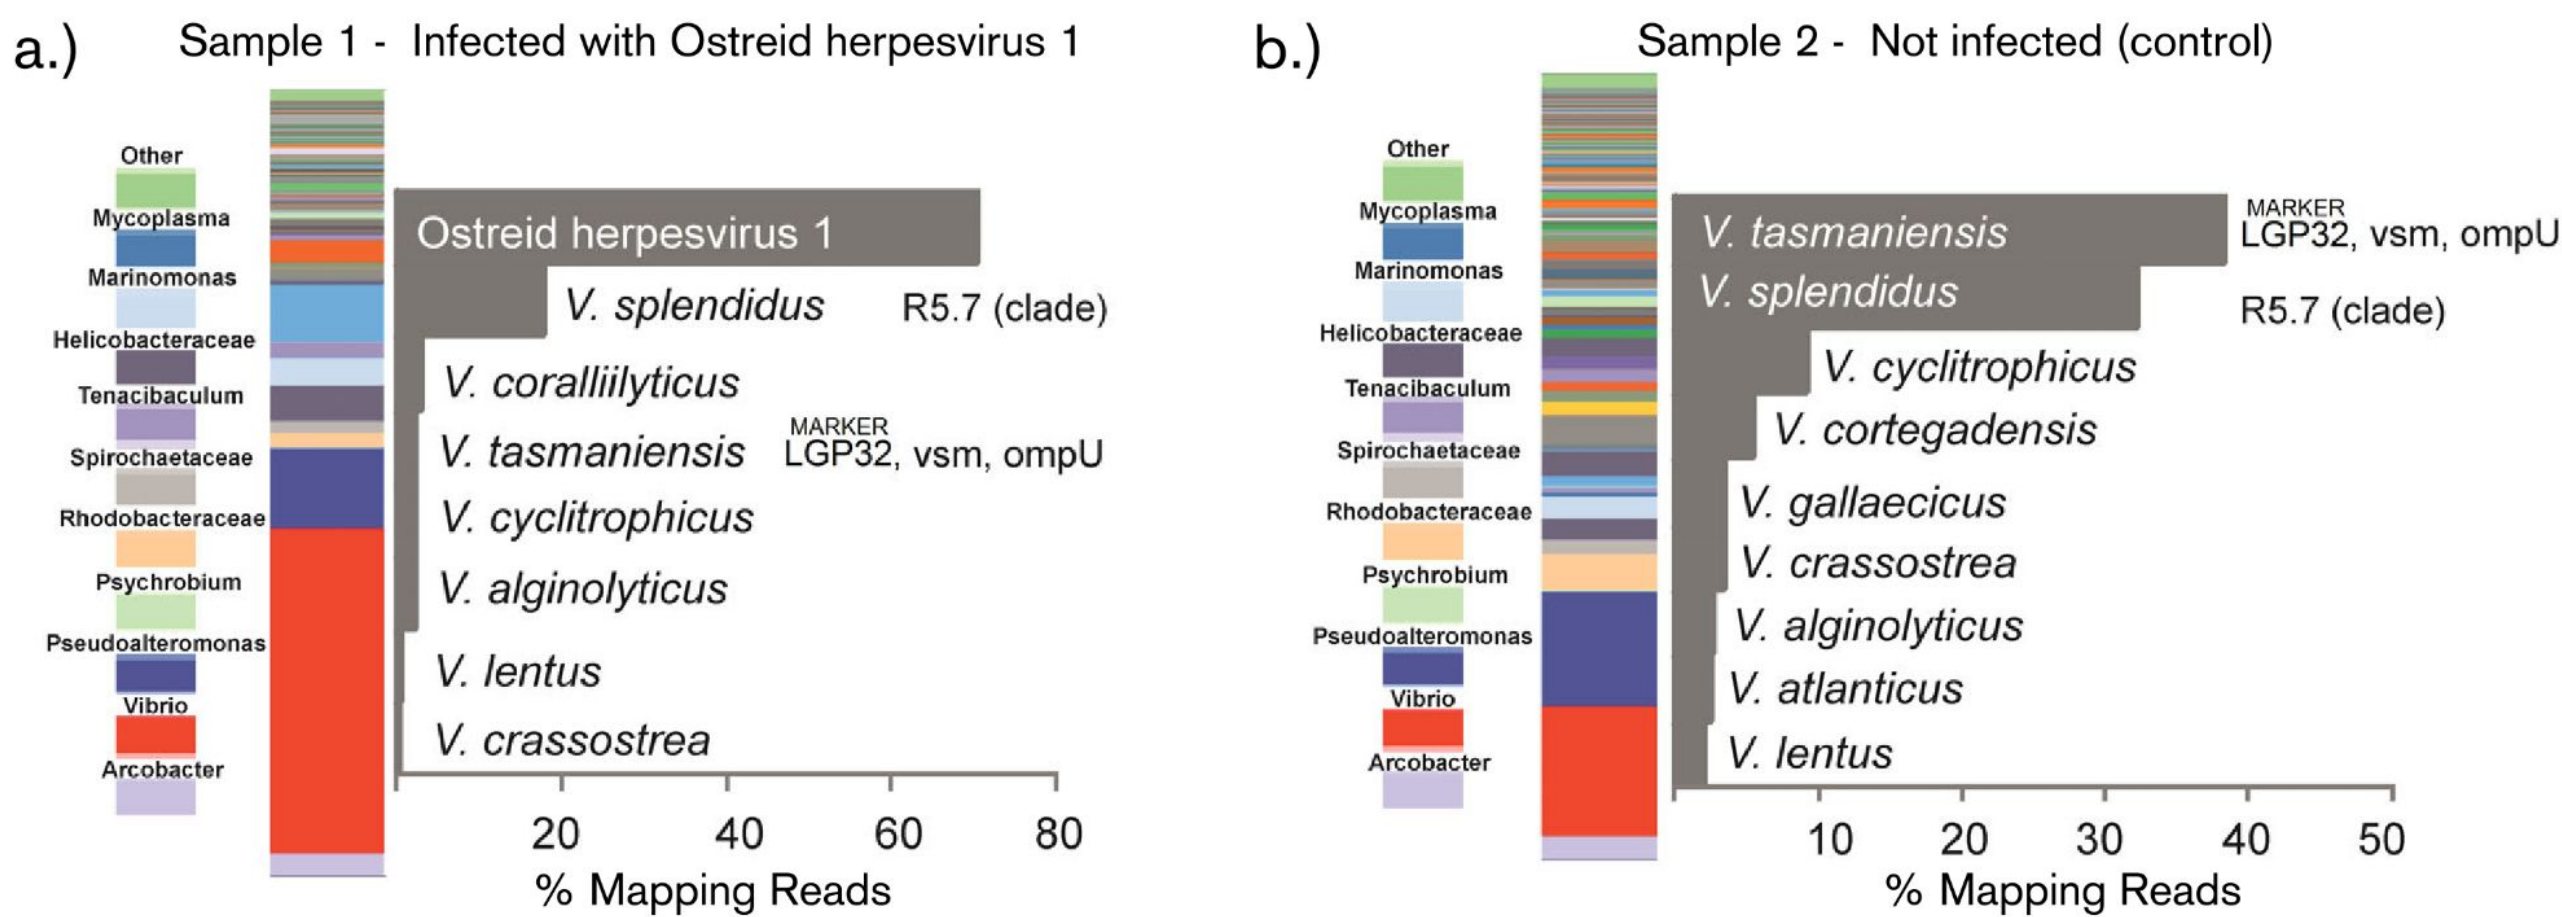 a.) Sample 1 - Infected with Ostreid herpesvirus 1
Other
Mycoplasma
Marinomonas
Helicobacteraceae
Tenacibaculum
Spirochaetaceae
Rhodobacteraceae
Psychrobium
Pseudoalteromonas
Vibrio
Arcobacter
Ostreid herpesvirus 1
V. splendidus R5.7 (clade)
V. coralliilyticus
MARKER
V. tasmaniensis LGP32, vsm, ompU
V. cyclitrophicus
V. alginolyticus
V. lentus
V. crassostrea
20 40 60 80
% Mapping Reads
b.) Sample 2 - Not infected (control)
Other
Mycoplasma
Marinomonas
Helicobacteraceae
Tenacibaculum
Spirochaetaceae
Rhodobacteraceae
Psychrobium
Pseudoalteromonas
Vibrio
Arcobacter
MARKER
V. tasmaniensis LGP32, vsm, ompU
V. splendidus R5.7 (clade)
V. cyclitrophicus
V. cortegadensis
V. gallaecicus
V. crassostrea
V. alginolyticus
V. atlanticus
V. lentus
10 20 30 40 50
% Mapping Reads